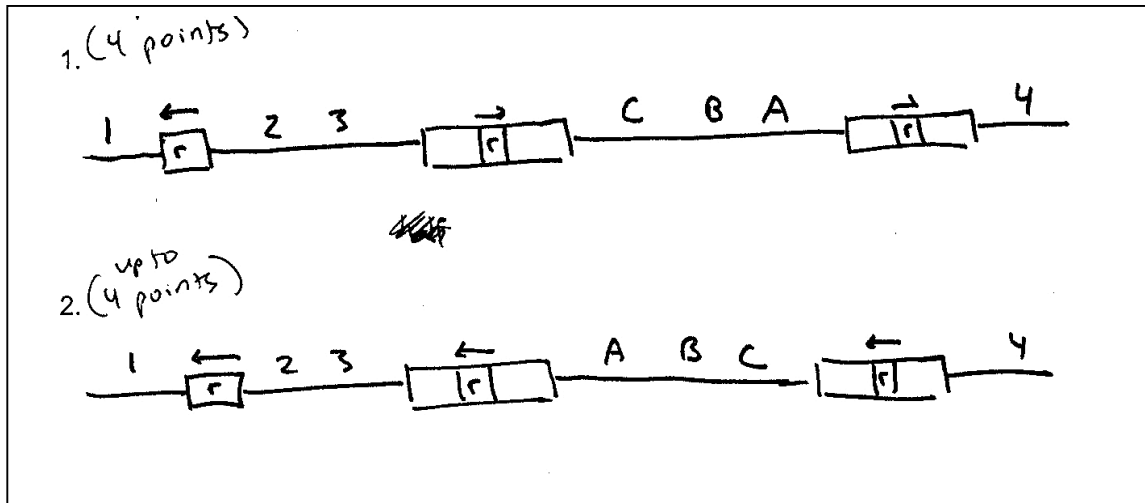 1. (4 points)
1 ← 2 3 → C B A → 4
r r r
up to
2. (4 points)
1 ← 2 3 ← A B C ← 4
r r r